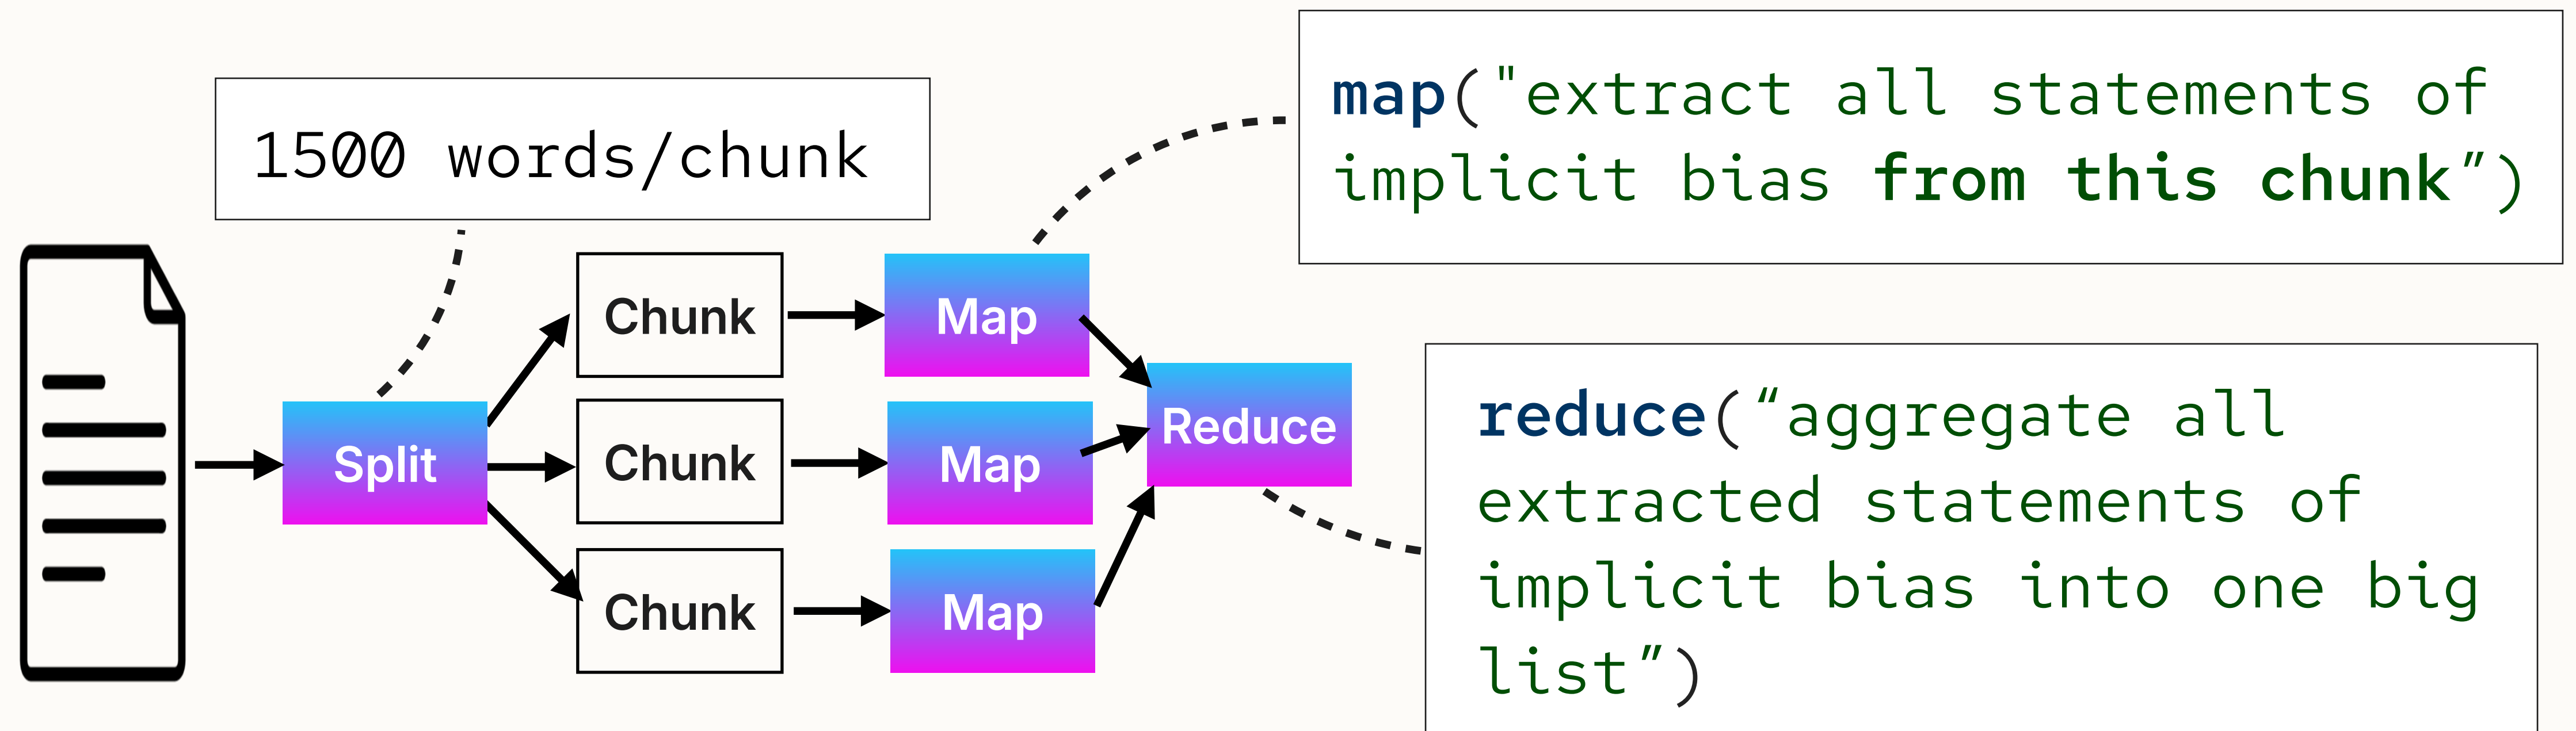 1500 words/chunk
map("extract all statements of
implicit bias from this chunk”)
Split
Chunk
Chunk
Chunk
Map
Map
Map
Reduce
reduce(“aggregate all
extracted statements of
implicit bias into one big
list”)